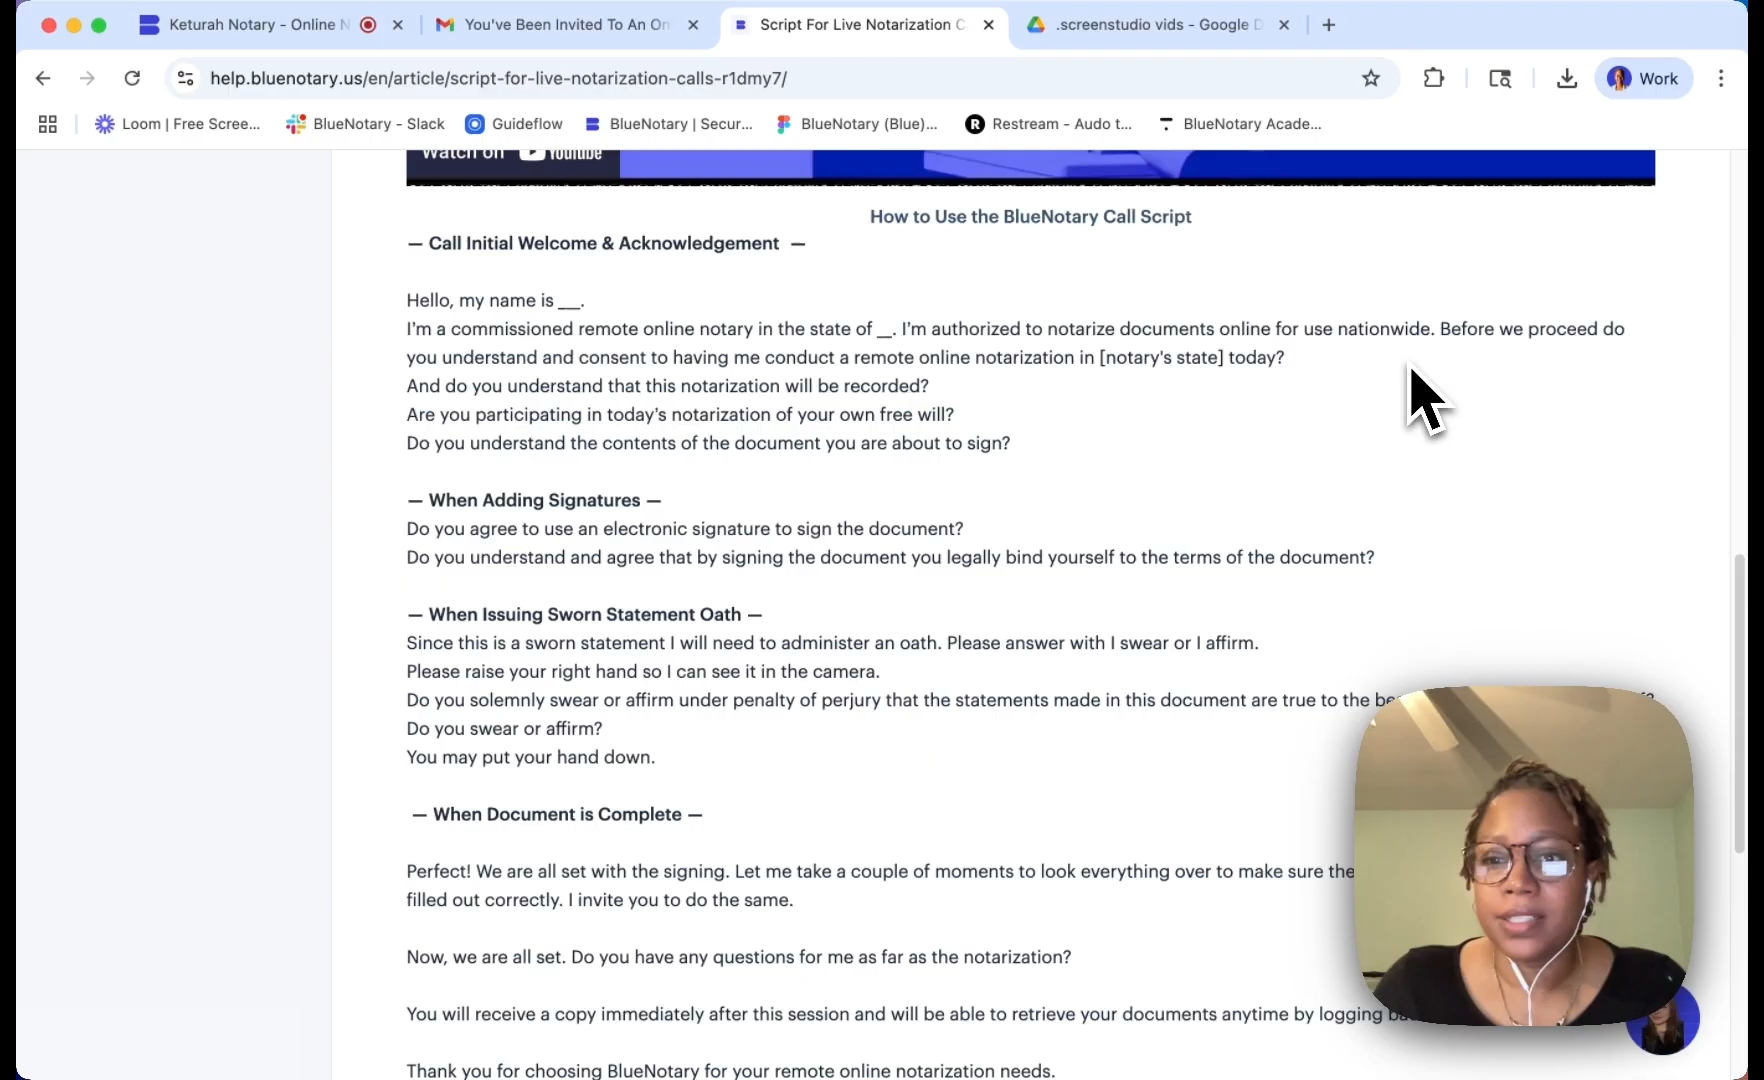 Keturah Notary - Online N
You've Been Invited To An On
Script For Live Notarization C
.screenstudio vids - Google D
help.bluenotary.us/en/article/script-for-live-notarization-calls-r1dmy7/
Work
Loom | Free Scree...
BlueNotary - Slack
Guideflow
BlueNotary | Secur...
BlueNotary (Blue)...
Restream - Audo t...
BlueNotary Acade...
Watch on YouTube
How to Use the BlueNotary Call Script
— Call Initial Welcome & Acknowledgement —
Hello, my name is __.
I'm a commissioned remote online notary in the state of _. I'm authorized to notarize documents online for use nationwide. Before we proceed do
you understand and consent to having me conduct a remote online notarization in [notary's state] today?
And do you understand that this notarization will be recorded?
Are you participating in today's notarization of your own free will?
Do you understand the contents of the document you are about to sign?
— When Adding Signatures —
Do you agree to use an electronic signature to sign the document?
Do you understand and agree that by signing the document you legally bind yourself to the terms of the document?
— When Issuing Sworn Statement Oath —
Since this is a sworn statement I will need to administer an oath. Please answer with I swear or I affirm.
Please raise your right hand so I can see it in the camera.
Do you solemnly swear or affirm under penalty of perjury that the statements made in this document are true to the
Do you swear or affirm?
You may put your hand down.
— When Document is Complete —
Perfect! We are all set with the signing. Let me take a couple of moments to look everything over to make sure
filled out correctly. I invite you to do the same.
Now, we are all set. Do you have any questions for me as far as the notarization?
You will receive a copy immediately after this session and will be able to retrieve your documents anytime by logging
Thank you for choosing BlueNotary for your remote online notarization needs.